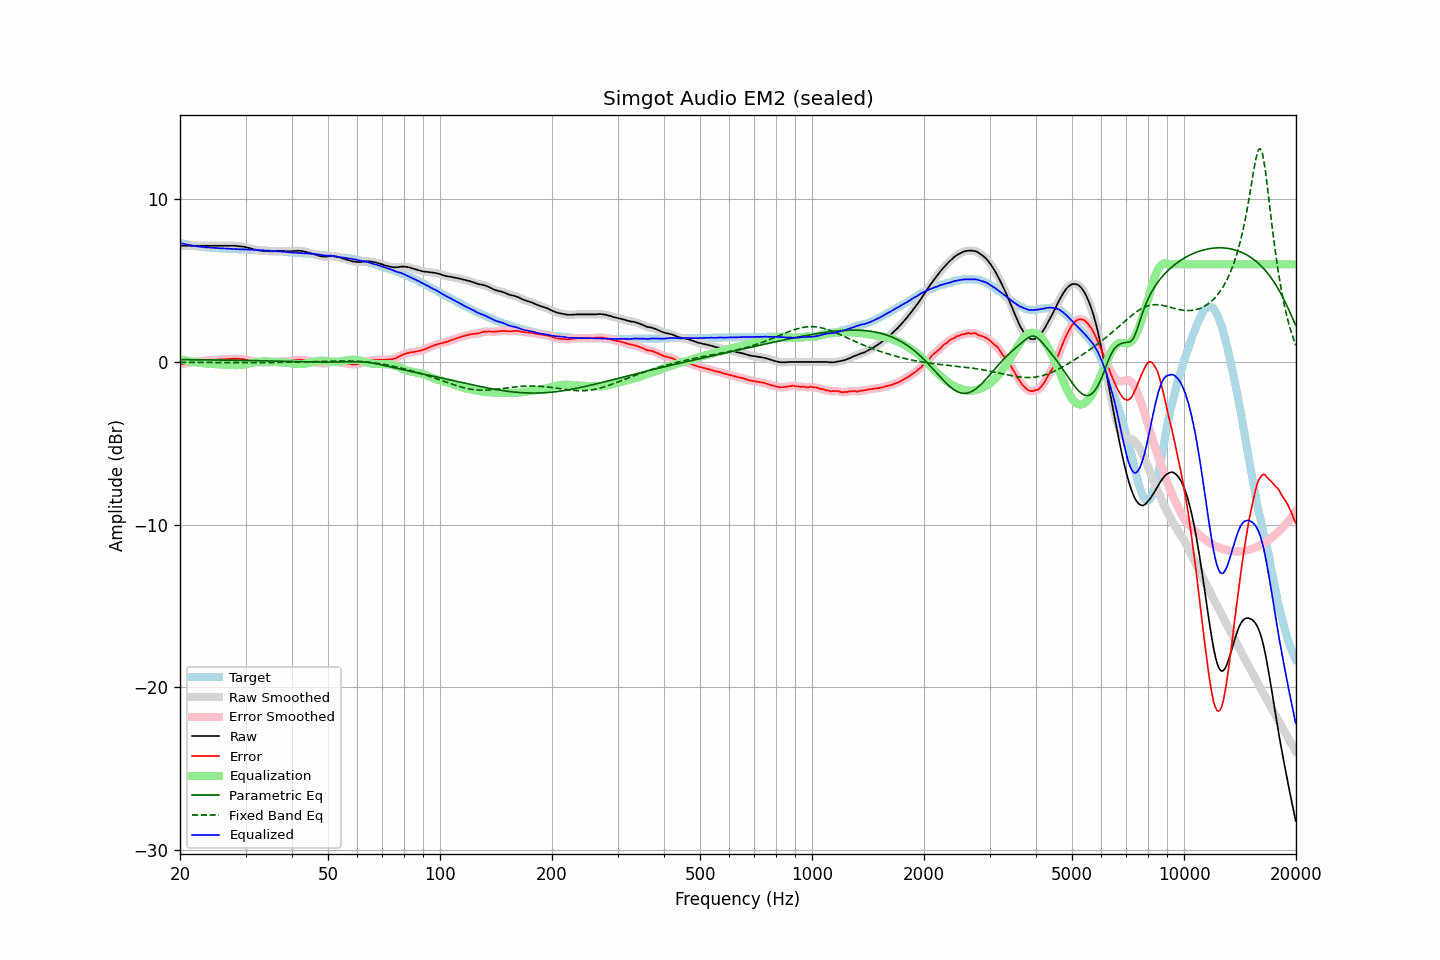 Simgot Audio EM2 (sealed)
Amplitude (dBr)
10
0
−10
−20
−30
Target
Raw Smoothed
Error Smoothed
Raw
Error
Equalization
Parametric Eq
Fixed Band Eq
Equalized
20 50 100 200 500 1000 2000 5000 10000 20000
Frequency (Hz)